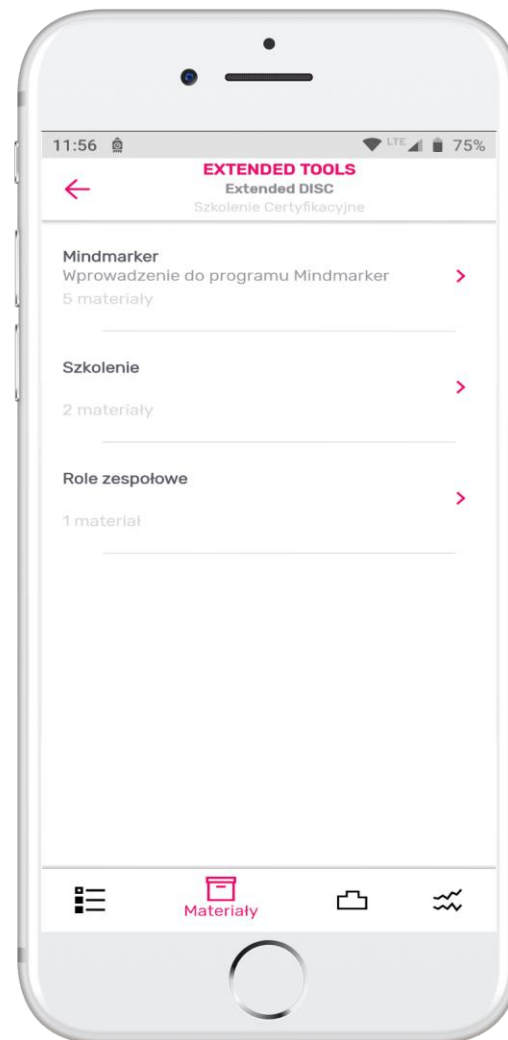 11:56 LTE 75%
EXTENDED TOOLS
Extended DISC
Szkolenie Certyfikacyjne
Mindmarker
Wprowadzenie do programu Mindmarker
5 materiały
Szkolenie
2 materiały
Role zespołowe
1 materiał
Materiały